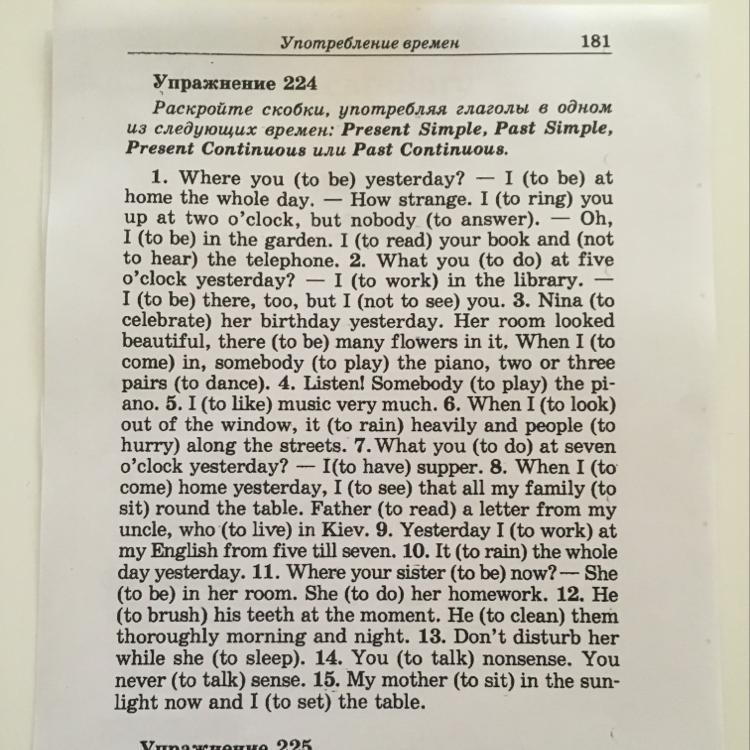 Употребление времен 181
Упражнение 224
Раскройте скобки, употребляя глаголы в одном
из следующих времен: Present Simple, Past Simple,
Present Continuous или Past Continuous.
1. Where you (to be) yesterday? — I (to be) at
home the whole day. — How strange. I (to ring) you
up at two o’clock, but nobody (to answer). — Oh,
I (to be) in the garden. I (to read) your book and (not
to hear) the telephone. 2. What you (to do) at five
o’clock yesterday? — I (to work) in the library. —
I (to be) there, too, but I (not to see) you. 3. Nina (to
celebrate) her birthday yesterday. Her room looked
beautiful, there (to be) many flowers in it. When I (to
come) in, somebody (to play) the piano, two or three
pairs (to dance). 4. Listen! Somebody (to play) the pi-
ano. 5. I (to like) music very much. 6. When I (to look)
out of the window, it (to rain) heavily and people (to
hurry) along the streets. 7. What you (to do) at seven
o’clock yesterday? — I(to have) supper. 8. When I (to
come) home yesterday, I (to see) that all my family (to
sit) round the table. Father (to read) a letter from my
uncle, who (to live) in Kiev. 9. Yesterday I (to work) at
my English from five till seven. 10. It (to rain) the whole
day yesterday. 11. Where your sister (to be) now? — She
(to be) in her room. She (to do) her homework. 12. He
(to brush) his teeth at the moment. He (to clean) them
thoroughly morning and night. 13. Don’t disturb her
while she (to sleep). 14. You (to talk) nonsense. You
never (to talk) sense. 15. My mother (to sit) in the sun-
light now and I (to set) the table.
Упражнение 225